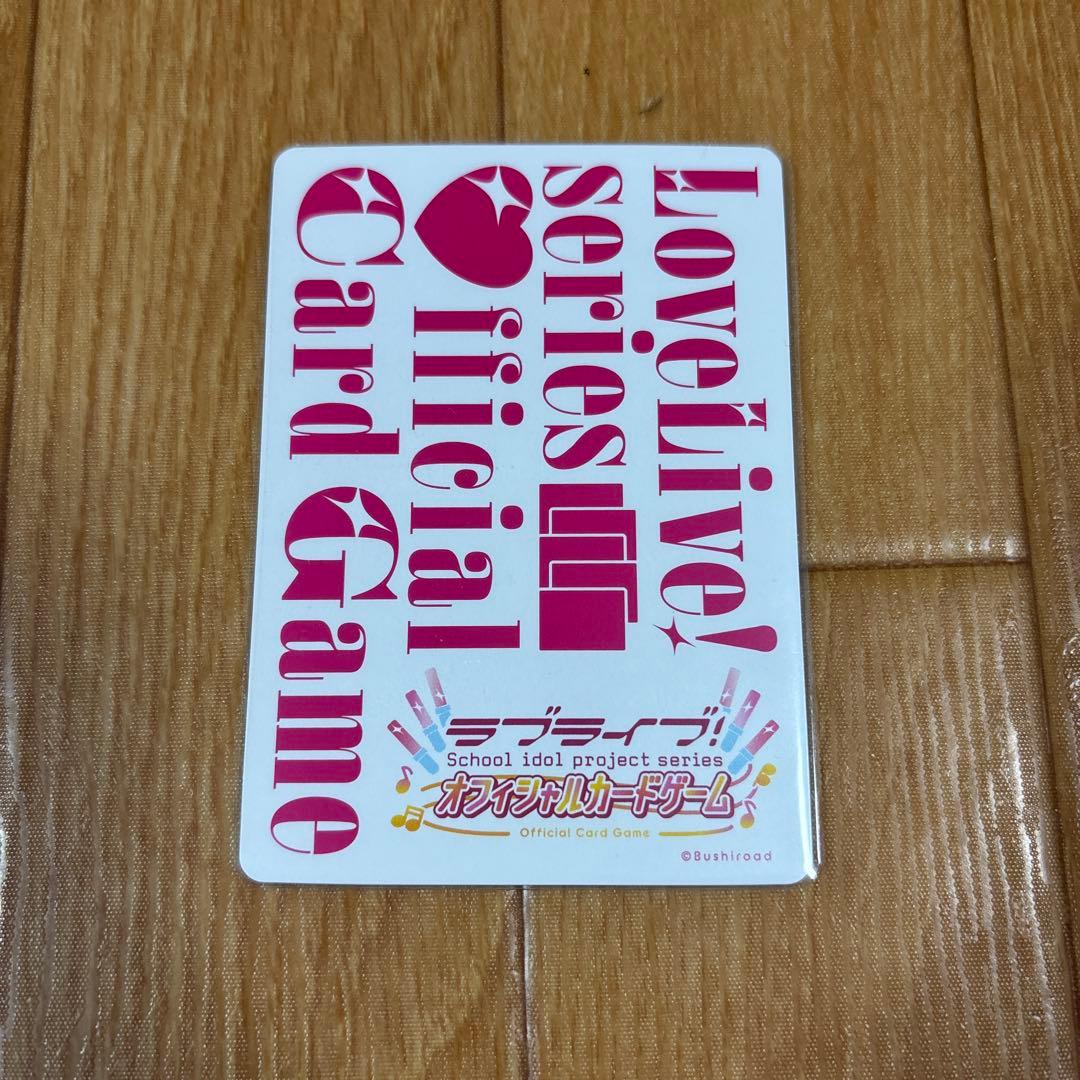 LoveLive!
series
Official
Card Game
ラブライブ!
School idol project series
オフィシャルカードゲーム
Official Card Game
©Bushiroad